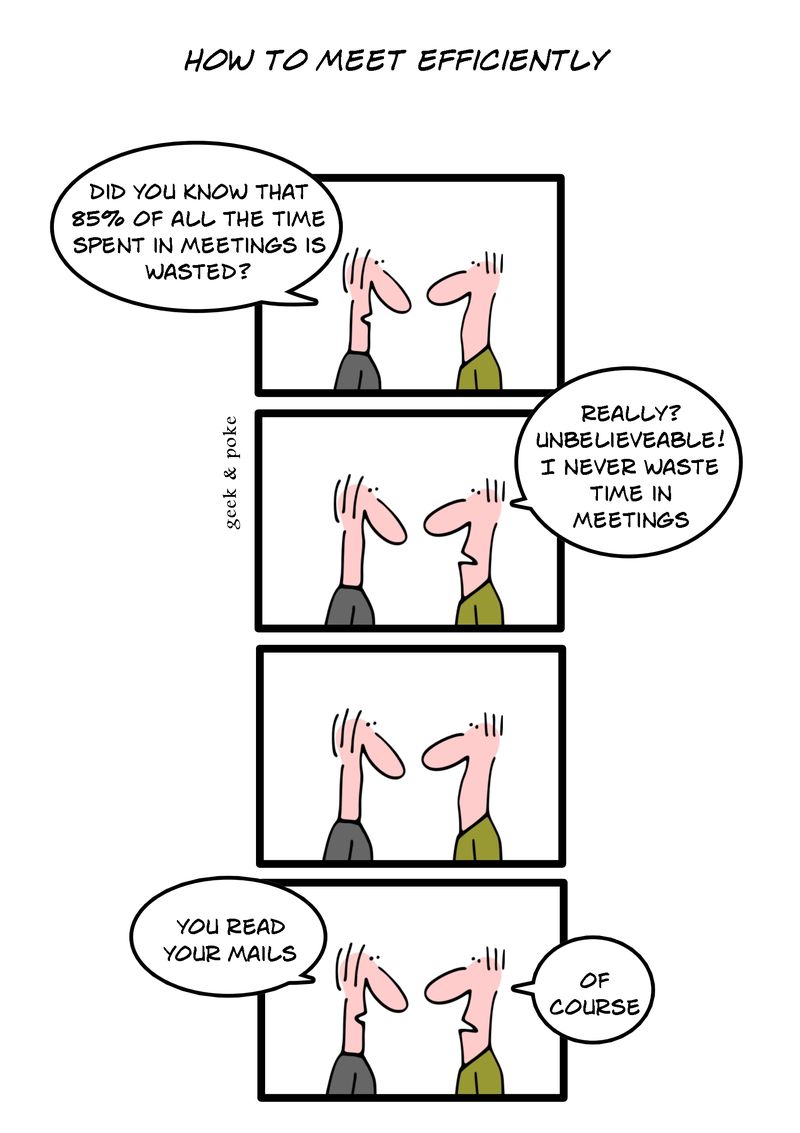 HOW TO MEET EFFICIENTLY
DID YOU KNOW THAT
85% OF ALL THE TIME
SPENT IN MEETINGS IS
WASTED?
REALLY?
UNBELIEVEABLE!
I NEVER WASTE
TIME IN
MEETINGS
geek & poke
YOU READ
YOUR MAILS
OF
COURSE